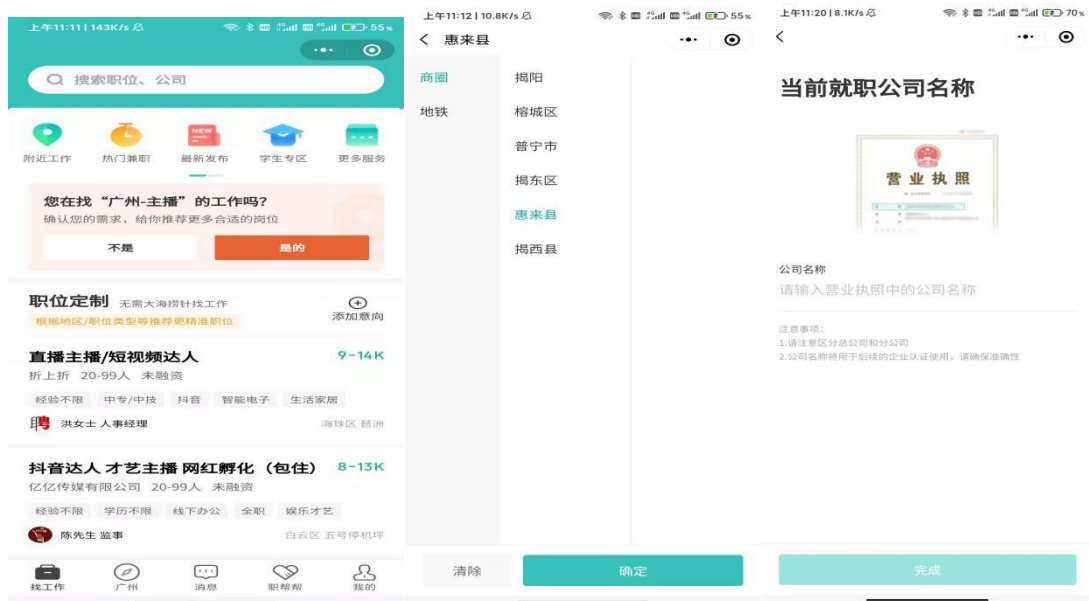 上午11:11 | 143K/s
55%
搜索职位、公司
附近工作 热门兼职 最新发布 学生专区 更多服务
NEW
您在找“广州-主播”的工作吗?
确认您的需求,给你推荐更多合适的岗位
不是 是的
职位定制 无需大海捞针找工作
根据地区/职位类型等推荐更精准职位
添加意向
直播主播/短视频达人 9-14K
折上折 20-99人 未融资
经验不限 中专/中技 抖音 智能电子 生活家居
聘 洪女士 人事经理 海珠区 琶洲
抖音达人 才艺主播 网红孵化(包住) 8-13K
亿亿传媒有限公司 20-99人 未融资
经验不限 学历不限 线下办公 全职 娱乐才艺
陈先生 监事 白云区 五号停机坪
找工作 广州 消息 职帮帮 我的
上午11:12 | 10.8K/s
55%
惠来县
商圈
地铁
揭阳
榕城区
普宁市
揭东区
惠来县
揭西县
清除 确定
上午11:20 | 8.1K/s
70%
当前就职公司名称
营业执照
公司名称
请输入营业执照中的公司名称
注意事项:
1.请注意区分总公司和分公司
2.公司名称将用于后续的企业认证使用,请确保准确性
完成